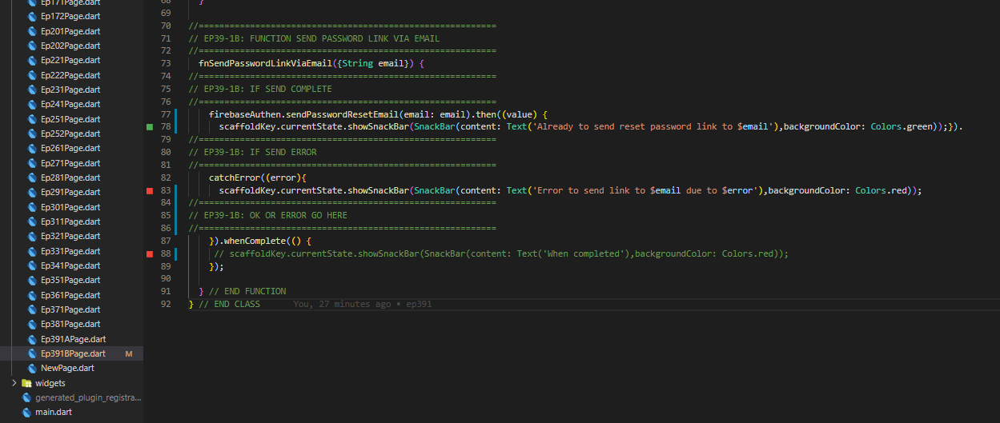 Ep171Page.dart
Ep172Page.dart
Ep201Page.dart
Ep202Page.dart
Ep221Page.dart
Ep222Page.dart
Ep231Page.dart
Ep241Page.dart
Ep251Page.dart
Ep252Page.dart
Ep261Page.dart
Ep271Page.dart
Ep281Page.dart
Ep291Page.dart
Ep301Page.dart
Ep311Page.dart
Ep321Page.dart
Ep331Page.dart
Ep341Page.dart
Ep351Page.dart
Ep361Page.dart
Ep371Page.dart
Ep381Page.dart
Ep391APage.dart
Ep391BPage.dart M
NewPage.dart
widgets
generated_plugin_registra...
main.dart
68 }
69
70 //==========================================================
71 // EP39-1B: FUNCTION SEND PASSWORD LINK VIA EMAIL
72 //==========================================================
73 fnSendPasswordLinkViaEmail({String email}) {
74 //==========================================================
75 // EP39-1B: IF SEND COMPLETE
76 //==========================================================
77 firebaseAuthen.sendPasswordResetEmail(email: email).then((value) {
78 scaffoldKey.currentState.showSnackBar(SnackBar(content: Text('Already to send reset password link to $email'),backgroundColor: Colors.green));}).
79 //==========================================================
80 // EP39-1B: IF SEND ERROR
81 //==========================================================
82 catchError((error){
83 scaffoldKey.currentState.showSnackBar(SnackBar(content: Text('Error to send link to $email due to $error'),backgroundColor: Colors.red));
84 //==========================================================
85 // EP39-1B: OK OR ERROR GO HERE
86 //==========================================================
87 }).whenComplete(() {
88 // scaffoldKey.currentState.showSnackBar(SnackBar(content: Text('When completed'),backgroundColor: Colors.red));
89 });
90
91 } // END FUNCTION
92 } // END CLASS You, 27 minutes ago • ep391